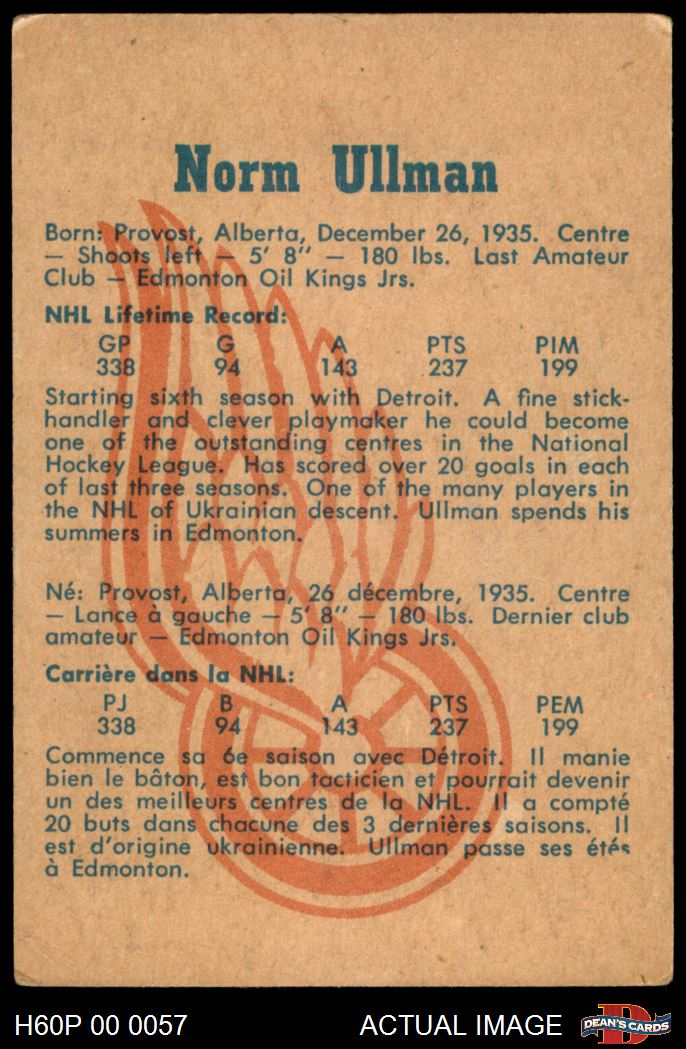 Norm Ullman
Born: Provost, Alberta, December 26, 1935. Centre
— Shoots left — 5' 8" — 180 lbs. Last Amateur
Club — Edmonton Oil Kings Jrs.
NHL Lifetime Record:
GP G A PTS PIM
338 94 143 237 199
Starting sixth season with Detroit. A fine stick-
handler and clever playmaker he could become
one of the outstanding centres in the National
Hockey League. Has scored over 20 goals in each
of last three seasons. One of the many players in
the NHL of Ukrainian descent. Ullman spends his
summers in Edmonton.
Né: Provost, Alberta, 26 décembre, 1935. Centre
— Lance à gauche — 5' 8" — 180 lbs. Dernier club
amateur — Edmonton Oil Kings Jrs.
Carrière dans la NHL:
PJ B A PTS PEM
338 94 143 237 199
Commence sa 6e saison avec Détroit. Il manie
bien le bâton, est bon tacticien et pourrait devenir
un des meilleurs centres de la NHL. Il a compté
20 buts dans chacune des 3 dernières saisons. Il
est d'origine ukrainienne. Ullman passe ses étés
à Edmonton.
H60P 00 0057 ACTUAL IMAGE DEAN'S CARDS